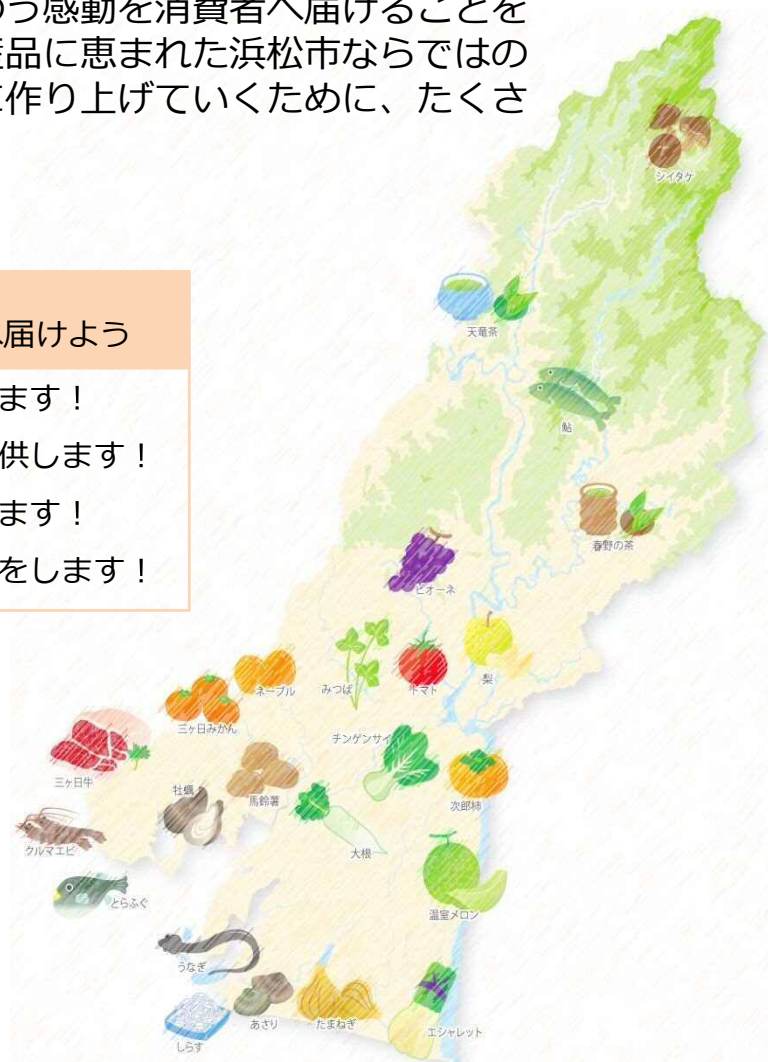 のう感動を消費者へ届けることを
産品に恵まれた浜松市ならではの
に作り上げていくために、たくさ
届けよう
ます！
供します！
ます！
をします！
シイタケ
天竜茶
鮎
春野の茶
ピオーネ
ネーブル
みつば
トマト
梨
三ヶ日みかん
チンゲンサイ
三ヶ日牛
牡蠣
馬鈴薯
次郎柿
クルマエビ
大根
とらふぐ
温室メロン
うなぎ
あさり
たまねぎ
エシャレット
しらす